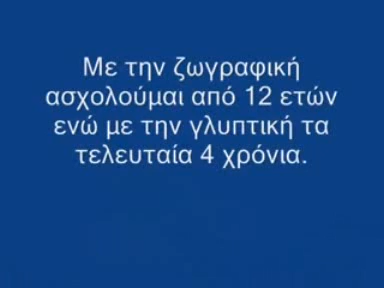 Με την ζωγραφική
ασχολούμαι από 12 ετών
ενώ με την γλυπτική τα
τελευταία 4 χρόνια.